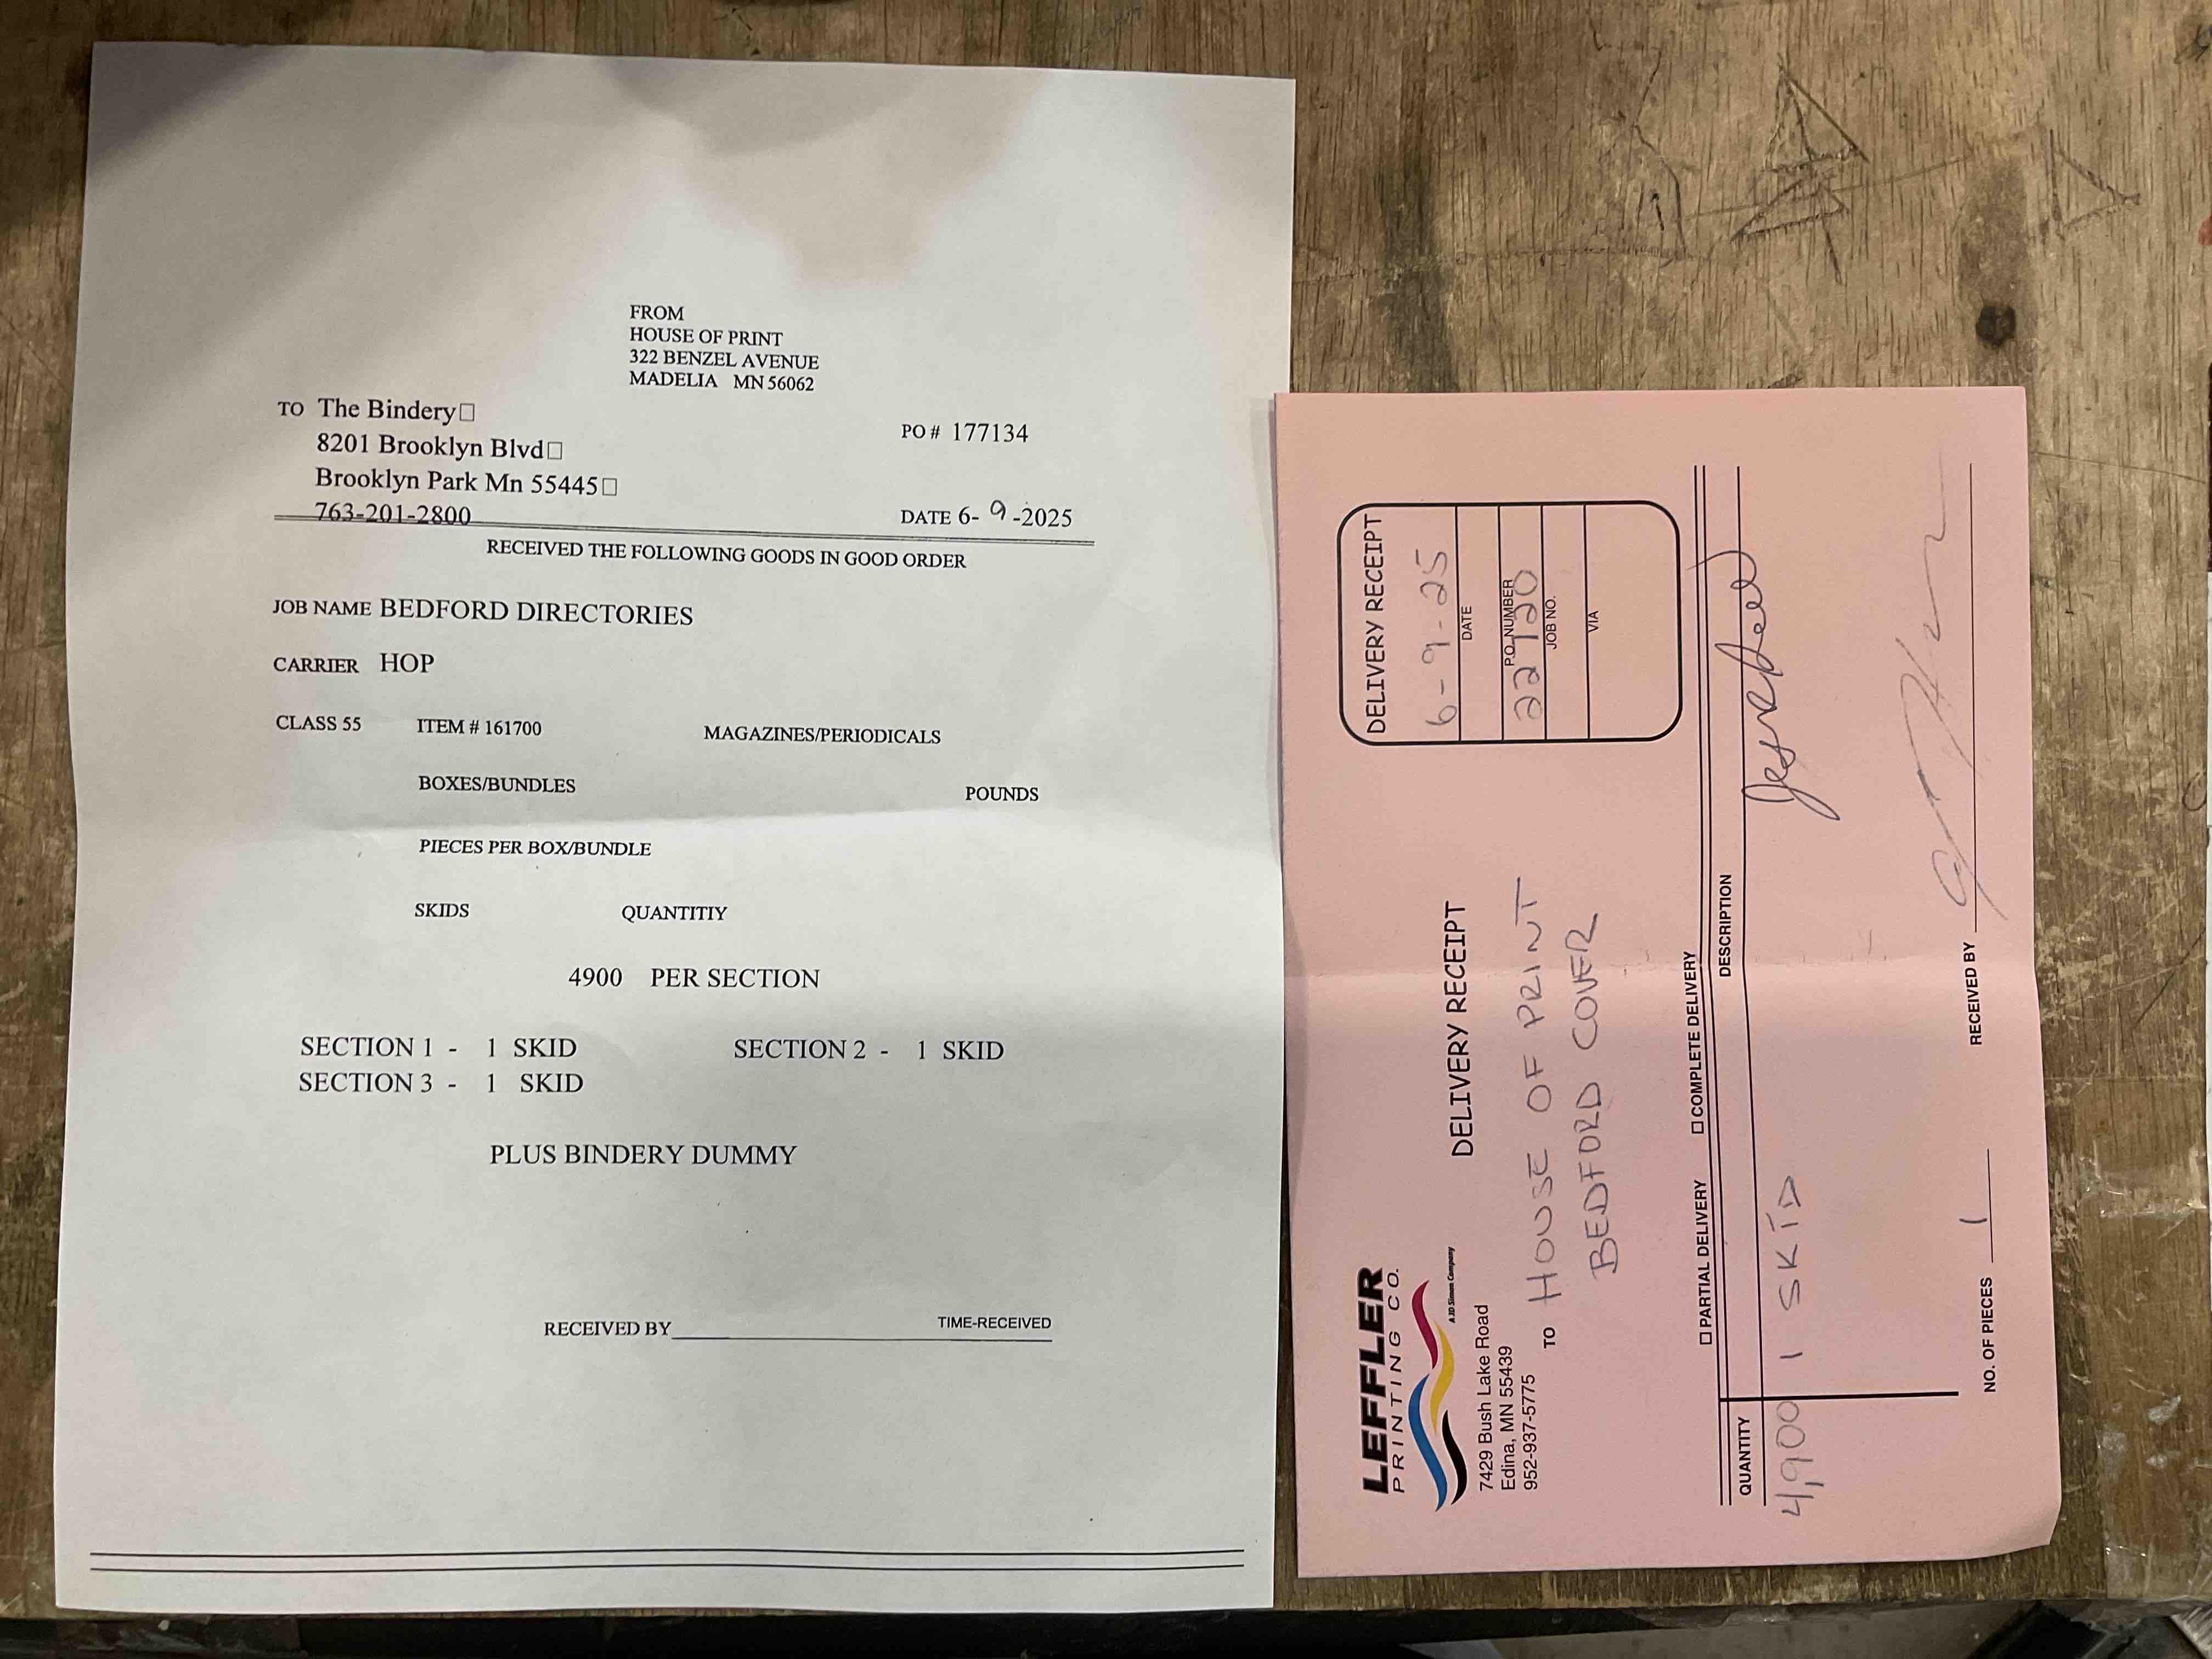 FROM
HOUSE OF PRINT
322 BENZEL AVENUE
MADELIA MN 56062
TO The Bindery□
8201 Brooklyn Blvd□
Brooklyn Park Mn 55445□
763-201-2800
PO # 177134
DATE 6-9-2025
RECEIVED THE FOLLOWING GOODS IN GOOD ORDER
JOB NAME BEDFORD DIRECTORIES
CARRIER HOP
CLASS 55 ITEM # 161700 MAGAZINES/PERIODICALS
BOXES/BUNDLES POUNDS
PIECES PER BOX/BUNDLE
SKIDS QUANTITIY
4900 PER SECTION
SECTION 1 - 1 SKID SECTION 2 - 1 SKID
SECTION 3 - 1 SKID
PLUS BINDERY DUMMY
RECEIVED BY TIME-RECEIVED
LEFFLER
PRINTING CO.
A JD Simon Company
7429 Bush Lake Road
Edina, MN 55439
952-937-5775
DELIVERY RECEIPT
DELIVERY RECEIPT
6-9-25
DATE
P.O. NUMBER
22720
JOB NO.
VIA
TO HOUSE OF PRINT
BEDFORD COVER
□ PARTIAL DELIVERY □ COMPLETE DELIVERY
QUANTITY DESCRIPTION
4,900 1 SKID
NO. OF PIECES 1 RECEIVED BY